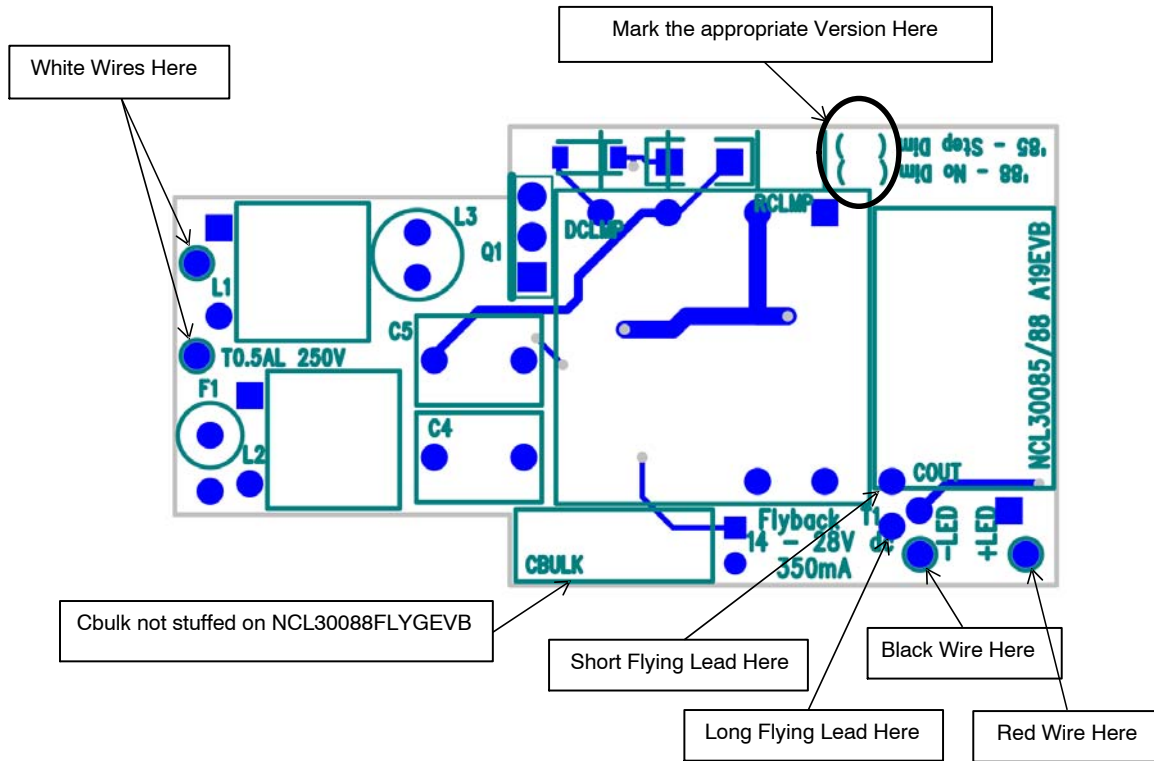 Mark the appropriate Version Here
White Wires Here
'85 - Step Dim ( )
'88 - No Dim ( )
RCLMP
DCLMP
L3
Q1
L1
C5
T0.5AL 250V
F1
C4
L2
NCL30085/88 A19EVB
COUT
Flyback T1
14 - 28V dc
350mA
-LED
+LED
CBULK
Cbulk not stuffed on NCL30088FLYGEVB
Short Flying Lead Here
Black Wire Here
Long Flying Lead Here
Red Wire Here